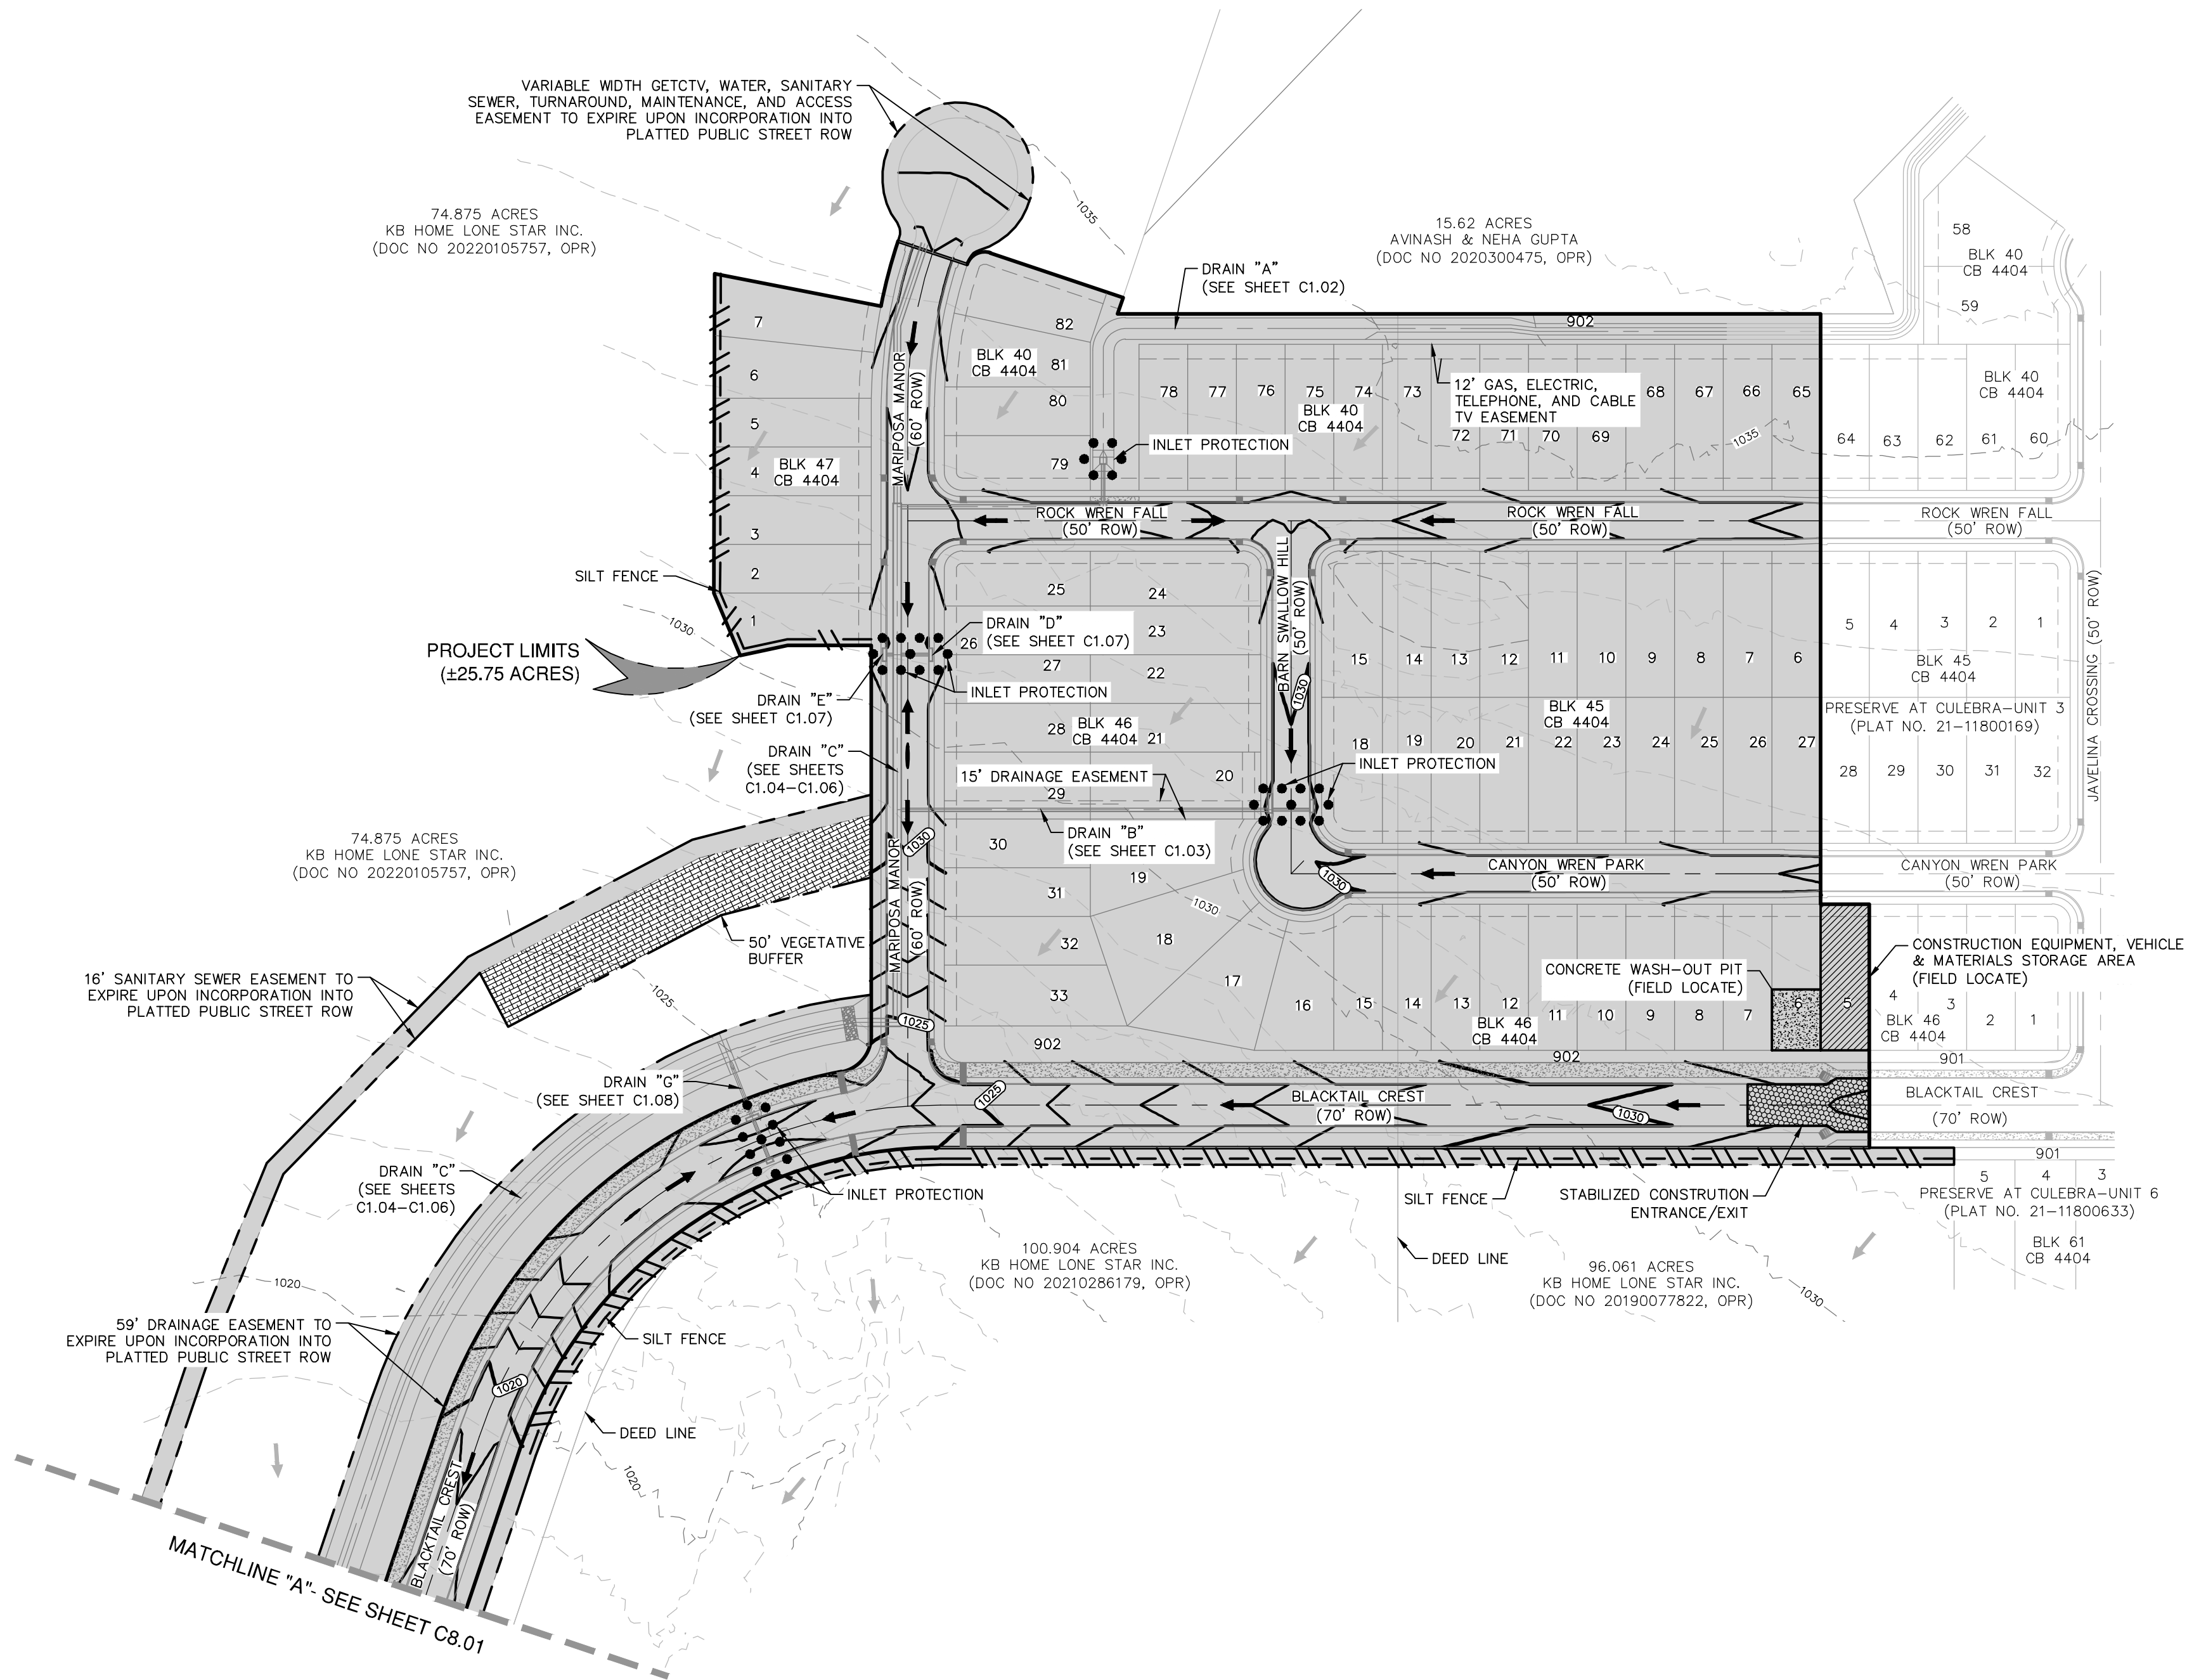 VARIABLE WIDTH GETCTV, WATER, SANITARY
SEWER, TURNAROUND, MAINTENANCE, AND ACCESS
EASEMENT TO EXPIRE UPON INCORPORATION INTO
PLATTED PUBLIC STREET ROW
74.875 ACRES
KB HOME LONE STAR INC.
(DOC NO 20220105757, OPR)
1035
15.62 ACRES
AVINASH & NEHA GUPTA
(DOC NO 2020300475, OPR)
58
BLK 40
CB 4404
59
DRAIN "A"
(SEE SHEET C1.02)
902
7
6
5
4
3
2
1
BLK 47
CB 4404
MARIPOSA MANOR
(60' ROW)
82
BLK 40
CB 4404
81
80
79
INLET PROTECTION
78
77
76
75
74
73
BLK 40
CB 4404
12' GAS, ELECTRIC,
TELEPHONE, AND CABLE
TV EASEMENT
72
71
70
69
68
67
66
65
1035
BLK 40
CB 4404
64
63
62
61
60
ROCK WREN FALL
(50' ROW)
ROCK WREN FALL
(50' ROW)
ROCK WREN FALL
(50' ROW)
SILT FENCE
1030
PROJECT LIMITS
(±25.75 ACRES)
DRAIN "E"
(SEE SHEET C1.07)
DRAIN "D"
(SEE SHEET C1.07)
INLET PROTECTION
25
24
26
23
27
22
28
BLK 46
CB 4404
21
20
29
15' DRAINAGE EASEMENT
DRAIN "B"
(SEE SHEET C1.03)
BARN SWALLOW HILL
(50' ROW)
1030
INLET PROTECTION
15
14
13
12
11
10
9
8
7
6
BLK 45
CB 4404
18
19
20
21
22
23
24
25
26
27
5
4
3
2
1
BLK 45
CB 4404
PRESERVE AT CULEBRA-UNIT 3
(PLAT NO. 21-11800169)
28
29
30
31
32
JAVELINA CROSSING (50' ROW)
DRAIN "C"
(SEE SHEETS
C1.04-C1.06)
74.875 ACRES
KB HOME LONE STAR INC.
(DOC NO 20220105757, OPR)
1030
MARIPOSA MANOR
(60' ROW)
30
31
32
33
19
18
17
1030
1030
CANYON WREN PARK
(50' ROW)
CANYON WREN PARK
(50' ROW)
50' VEGETATIVE
BUFFER
16' SANITARY SEWER EASEMENT TO
EXPIRE UPON INCORPORATION INTO
PLATTED PUBLIC STREET ROW
1025
1025
CONSTRUCTION EQUIPMENT, VEHICLE
& MATERIALS STORAGE AREA
(FIELD LOCATE)
CONCRETE WASH-OUT PIT
(FIELD LOCATE)
16
15
14
13
12
11
10
9
8
7
6
5
BLK 46
CB 4404
4
3
2
1
BLK 46
CB 4404
902
902
901
DRAIN "G"
(SEE SHEET C1.08)
1025
BLACKTAIL CREST
(70' ROW)
1030
BLACKTAIL CREST
(70' ROW)
901
5
4
3
PRESERVE AT CULEBRA-UNIT 6
(PLAT NO. 21-11800633)
BLK 61
CB 4404
DRAIN "C"
(SEE SHEETS
C1.04-C1.06)
INLET PROTECTION
SILT FENCE
STABILIZED CONSTRUTION
ENTRANCE/EXIT
DEED LINE
100.904 ACRES
KB HOME LONE STAR INC.
(DOC NO 20210286179, OPR)
96.061 ACRES
KB HOME LONE STAR INC.
(DOC NO 20190077822, OPR)
1030
1020
59' DRAINAGE EASEMENT TO
EXPIRE UPON INCORPORATION INTO
PLATTED PUBLIC STREET ROW
SILT FENCE
1020
DEED LINE
1020
BLACKTAIL CREST
(70' ROW)
MATCHLINE "A"- SEE SHEET C8.01